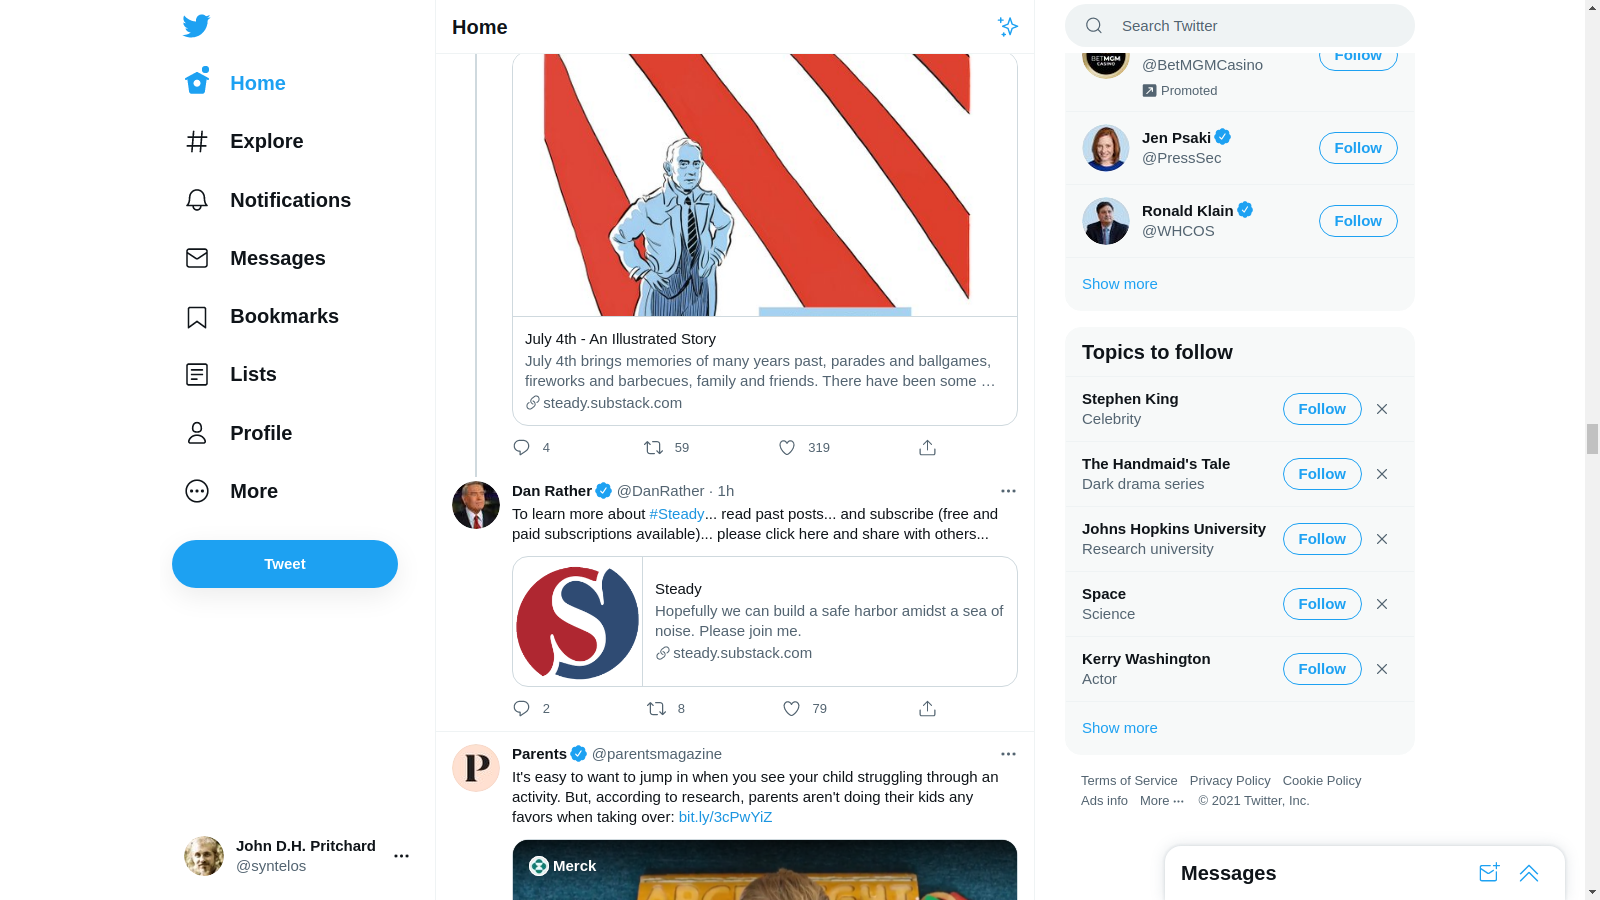 Home
Explore
Notifications
Messages
Bookmarks
Lists
Profile
More
Tweet
John D.H. Pritchard
@syntelos
Home
July 4th - An Illustrated Story
July 4th brings memories of many years past, parades and ballgames,
fireworks and barbecues, family and friends. There have been some …
steady.substack.com
4 59 319
Dan Rather @DanRather · 1h
To learn more about #Steady... read past posts... and subscribe (free and
paid subscriptions available)... please click here and share with others...
S
Steady
Hopefully we can build a safe harbor amidst a sea of
noise. Please join me.
steady.substack.com
2 8 79
P
Parents @parentsmagazine
It's easy to want to jump in when you see your child struggling through an
activity. But, according to research, parents aren't doing their kids any
favors when taking over: bit.ly/3cPwYiZ
Merck
Search Twitter
BETMGM
CASINO
@BetMGMCasino
Follow
Promoted
Jen Psaki
@PressSec
Follow
Ronald Klain
@WHCOS
Follow
Show more
Topics to follow
Stephen King
Celebrity
Follow
The Handmaid's Tale
Dark drama series
Follow
Johns Hopkins University
Research university
Follow
Space
Science
Follow
Kerry Washington
Actor
Follow
Show more
Terms of Service Privacy Policy Cookie Policy
Ads info More ··· © 2021 Twitter, Inc.
Messages